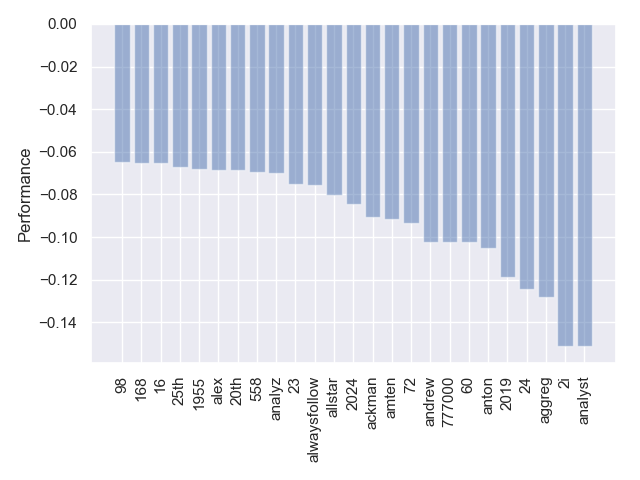 0.00
−0.02
−0.04
−0.06
−0.08
−0.10
−0.12
−0.14
Performance
98
168
16
25th
1955
alex
20th
558
analyz
23
alwaysfollow
allstar
2024
ackman
amten
72
andrew
777000
60
anton
2019
24
aggreg
2i
analyst